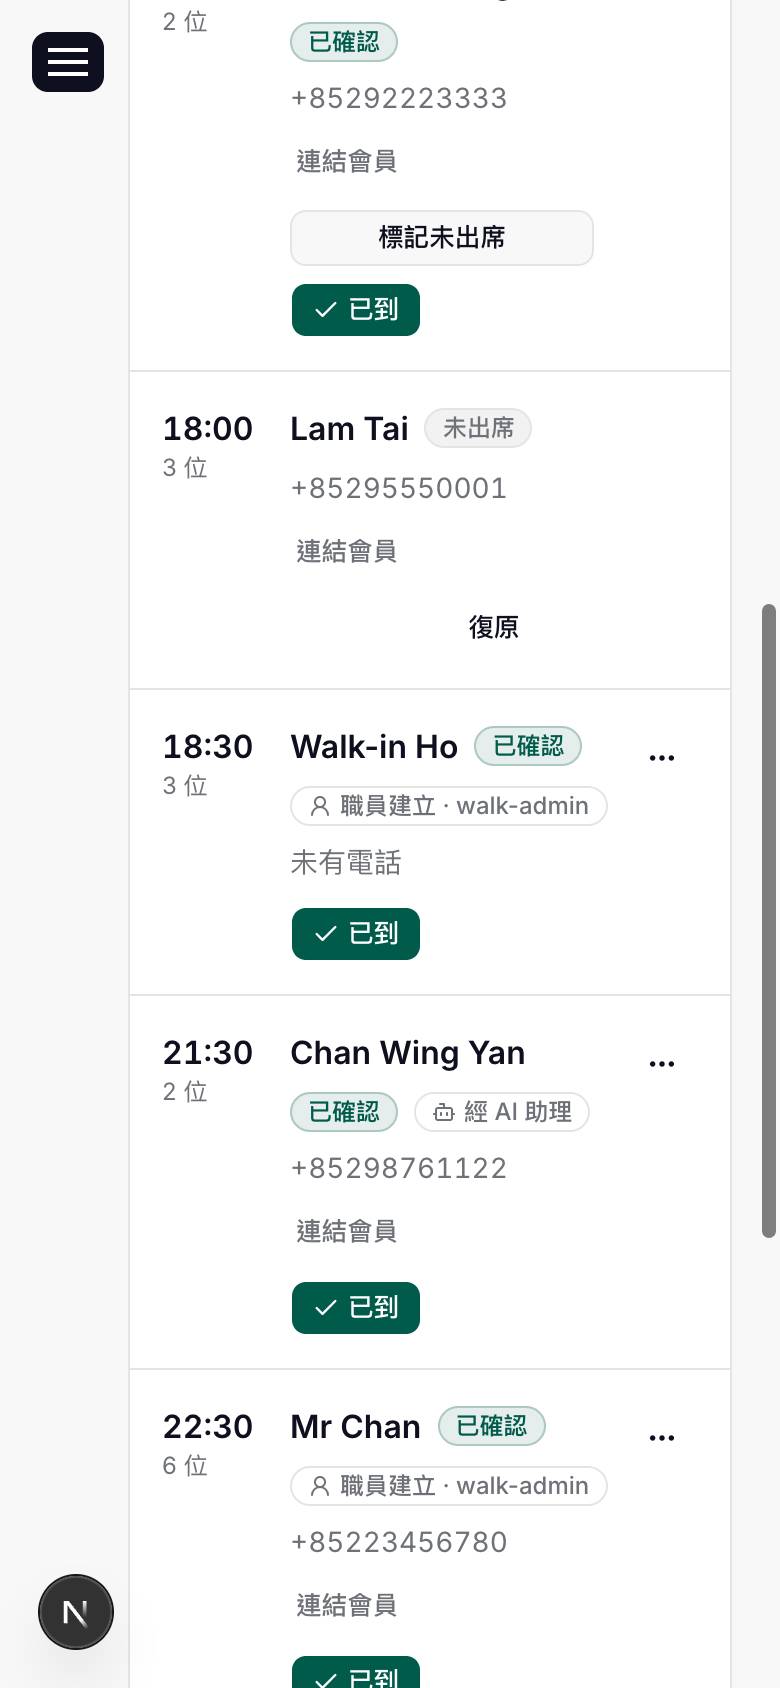 2 位
已確認
+85292223333
連結會員
標記未出席
已到
18:00 Lam Tai 未出席
3 位
+85295550001
連結會員
復原
18:30 Walk-in Ho 已確認 ...
3 位
職員建立 · walk-admin
未有電話
已到
21:30 Chan Wing Yan ...
2 位
已確認 經 AI 助理
+85298761122
連結會員
已到
22:30 Mr Chan 已確認 ...
6 位
職員建立 · walk-admin
+85223456780
連結會員
N
已到